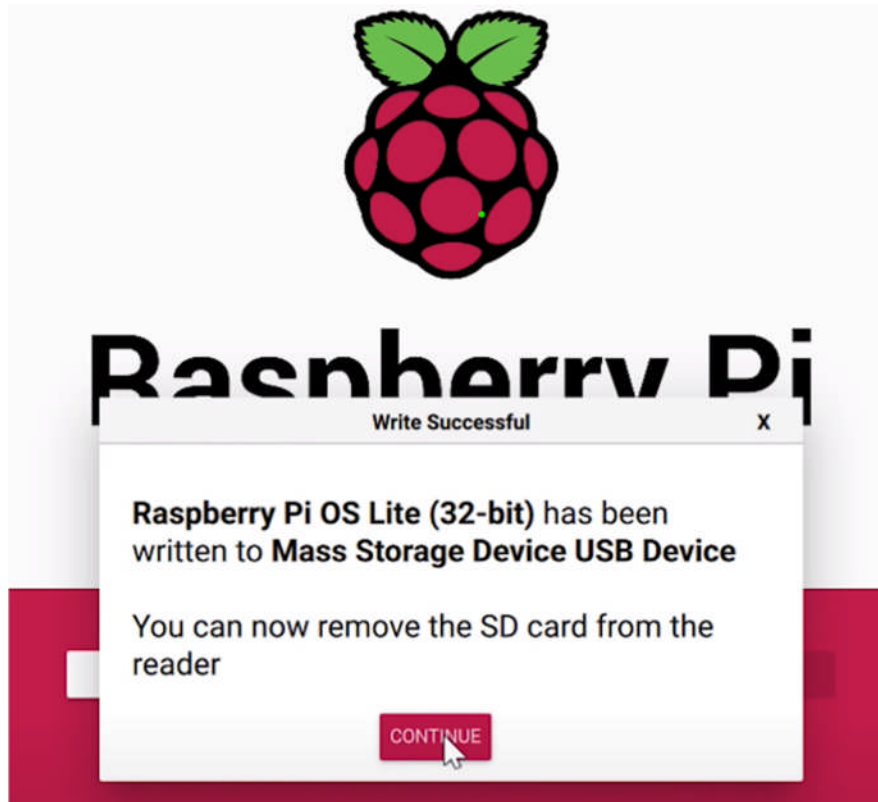 Raspberry Pi
Write Successful X
Raspberry Pi OS Lite (32-bit) has been
written to Mass Storage Device USB Device
You can now remove the SD card from the
reader
CONTINUE